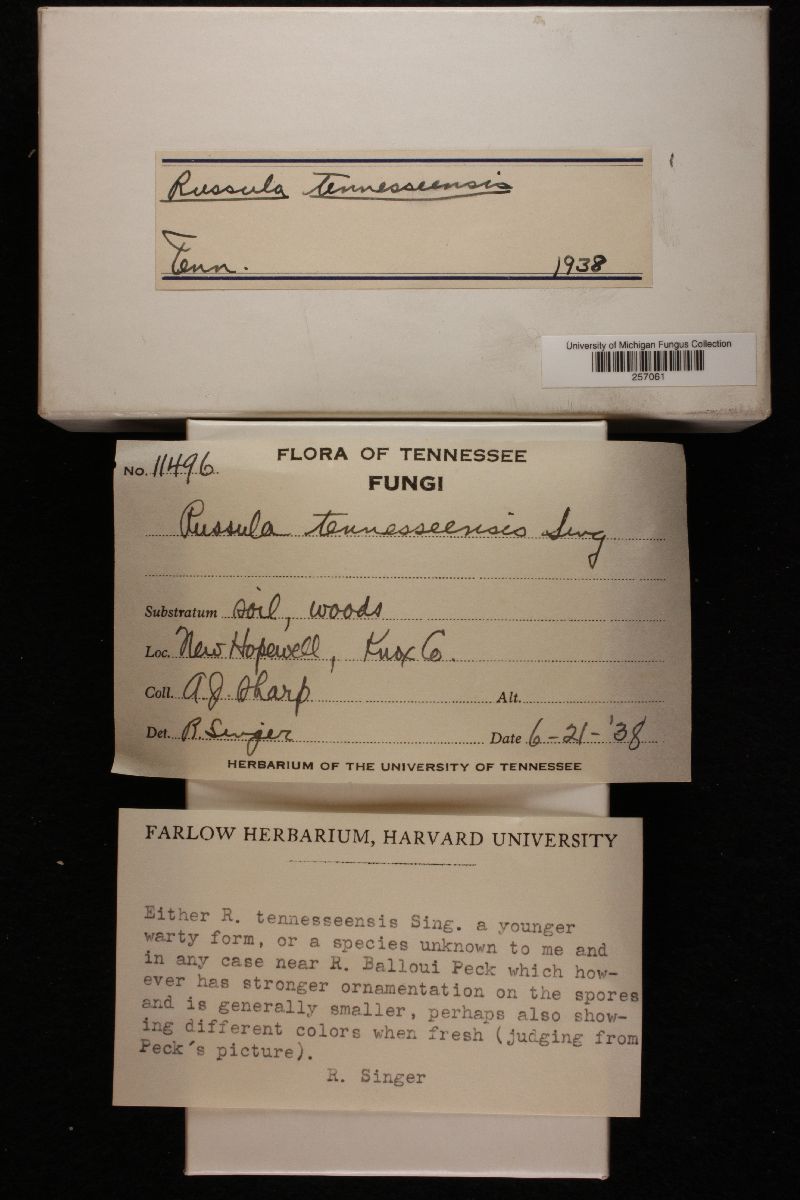 Russula tennesseensis
Tenn. 1938
University of Michigan Fungus Collection
257061
No. 11496 FLORA OF TENNESSEE
FUNGI
Russula tennesseensis Sing
Substratum soil, woods
Loc. New Hopewell, Knox Co.
Coll. A J Sharp Alt.
Det. R. Singer Date 6-21-'38
HERBARIUM OF THE UNIVERSITY OF TENNESSEE
FARLOW HERBARIUM, HARVARD UNIVERSITY
Either R. tennesseensis Sing. a younger
warty form, or a species unknown to me and
in any case near R. Balloui Peck which how-
ever has stronger ornamentation on the spores
and is generally smaller, perhaps also show-
ing different colors when fresh (judging from
Peck's picture).
R. Singer